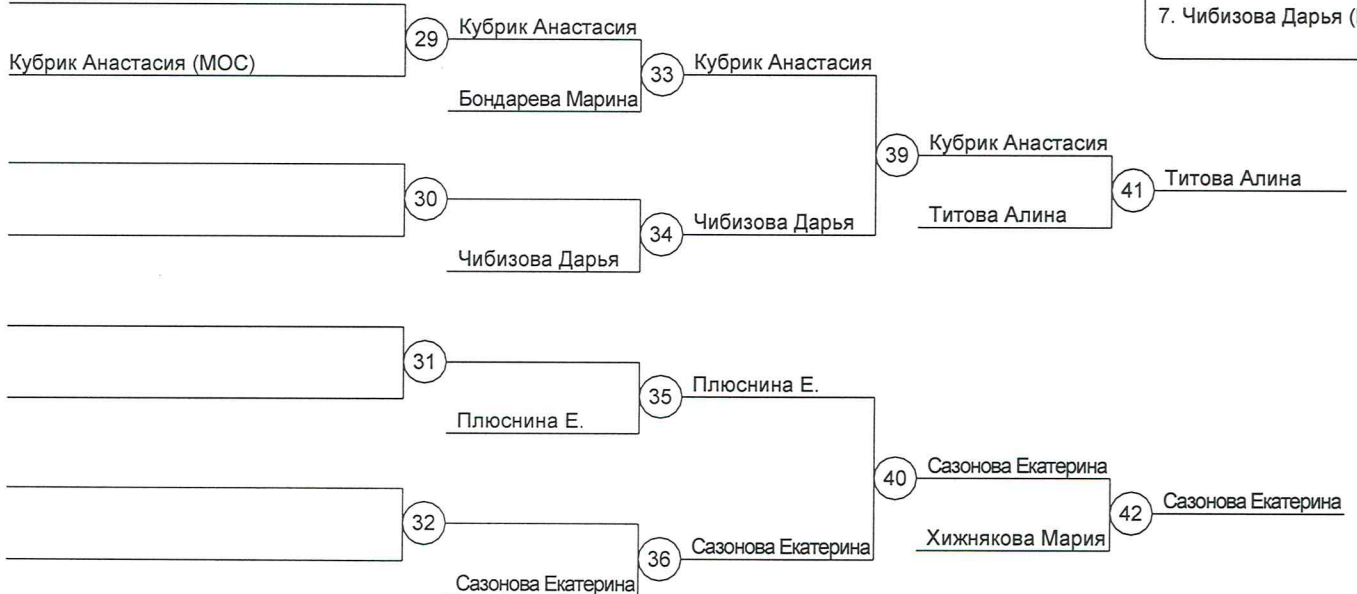 7. Чибизова Дарья (
29 Кубрик Анастасия
Кубрик Анастасия (МОС)
33 Кубрик Анастасия
Бондарева Марина
39 Кубрик Анастасия
41 Титова Алина
30
34 Чибизова Дарья
Титова Алина
Чибизова Дарья
31
35 Плюснина Е.
Плюснина Е.
40 Сазонова Екатерина
42 Сазонова Екатерина
32
Хижнякова Мария
36 Сазонова Екатерина
Сазонова Екатерина